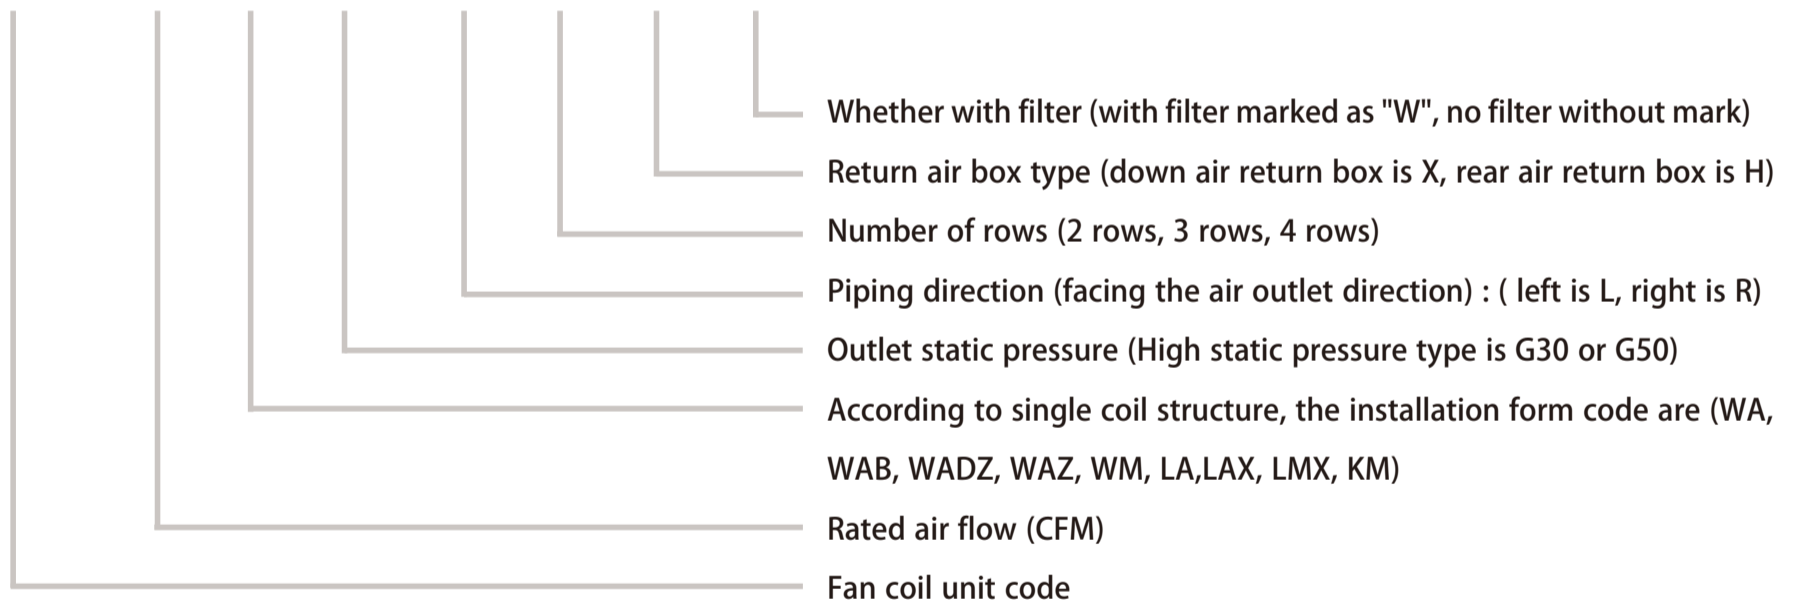 Whether with filter (with filter marked as "W", no filter without mark)
Return air box type (down air return box is X, rear air return box is H)
Number of rows (2 rows, 3 rows, 4 rows)
Piping direction (facing the air outlet direction) : ( left is L, right is R)
Outlet static pressure (High static pressure type is G30 or G50)
According to single coil structure, the installation form code are (WA,
WAB, WADZ, WAZ, WM, LA,LAX, LMX, KM)
Rated air flow (CFM)
Fan coil unit code